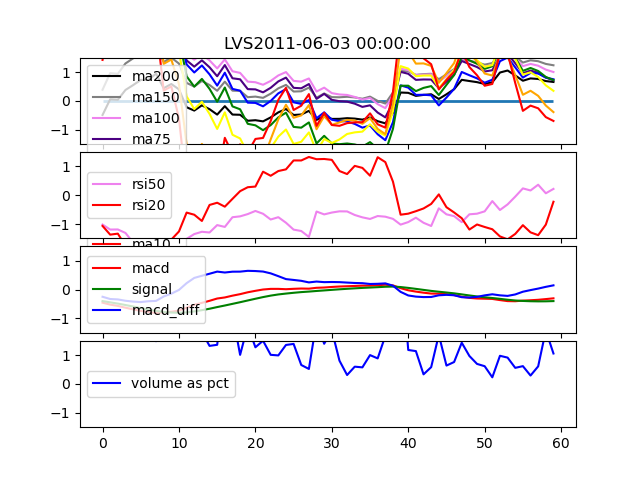 LVS2011-06-03 00:00:00
1
0
−1
ma200
ma150
ma100
ma75
1
0
−1
rsi50
rsi20
ma10
1
0
−1
macd
signal
macd_diff
1
0
−1
volume as pct
0 10 20 30 40 50 60